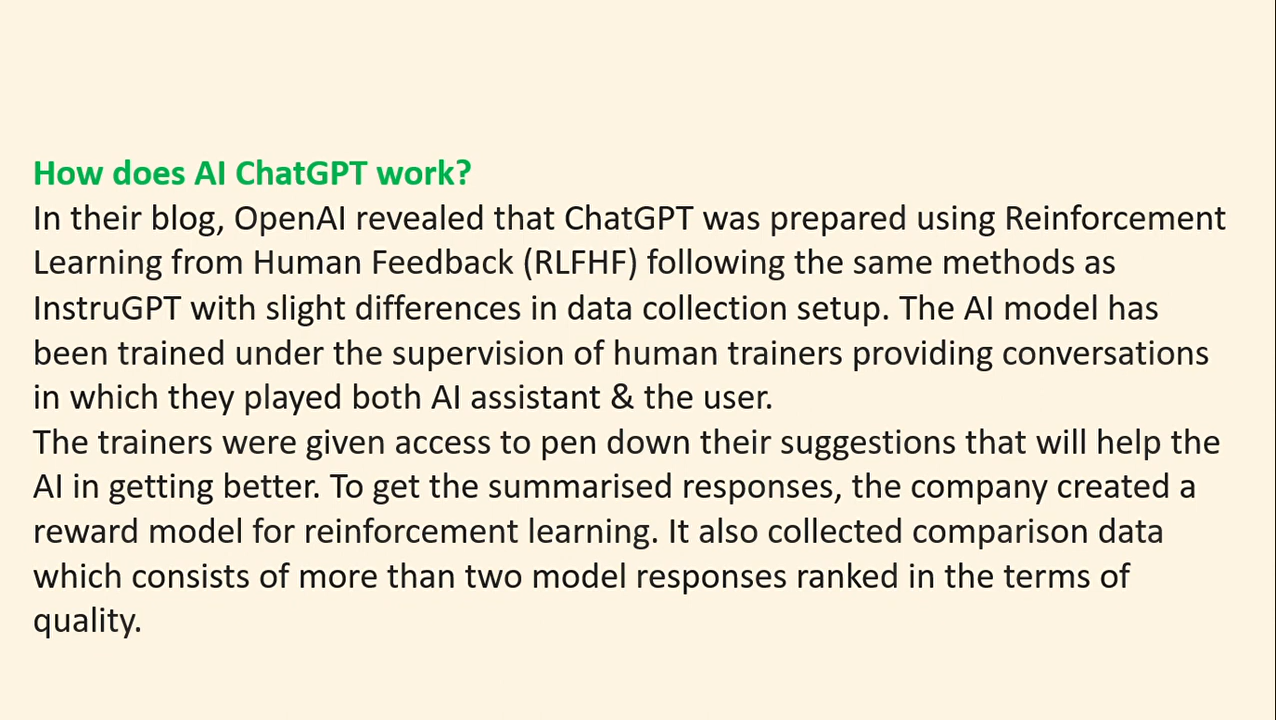 How does AI ChatGPT work?
In their blog, OpenAI revealed that ChatGPT was prepared using Reinforcement
Learning from Human Feedback (RLFHF) following the same methods as
InstruGPT with slight differences in data collection setup. The AI model has
been trained under the supervision of human trainers providing conversations
in which they played both AI assistant & the user.
The trainers were given access to pen down their suggestions that will help the
AI in getting better. To get the summarised responses, the company created a
reward model for reinforcement learning. It also collected comparison data
which consists of more than two model responses ranked in the terms of
quality.